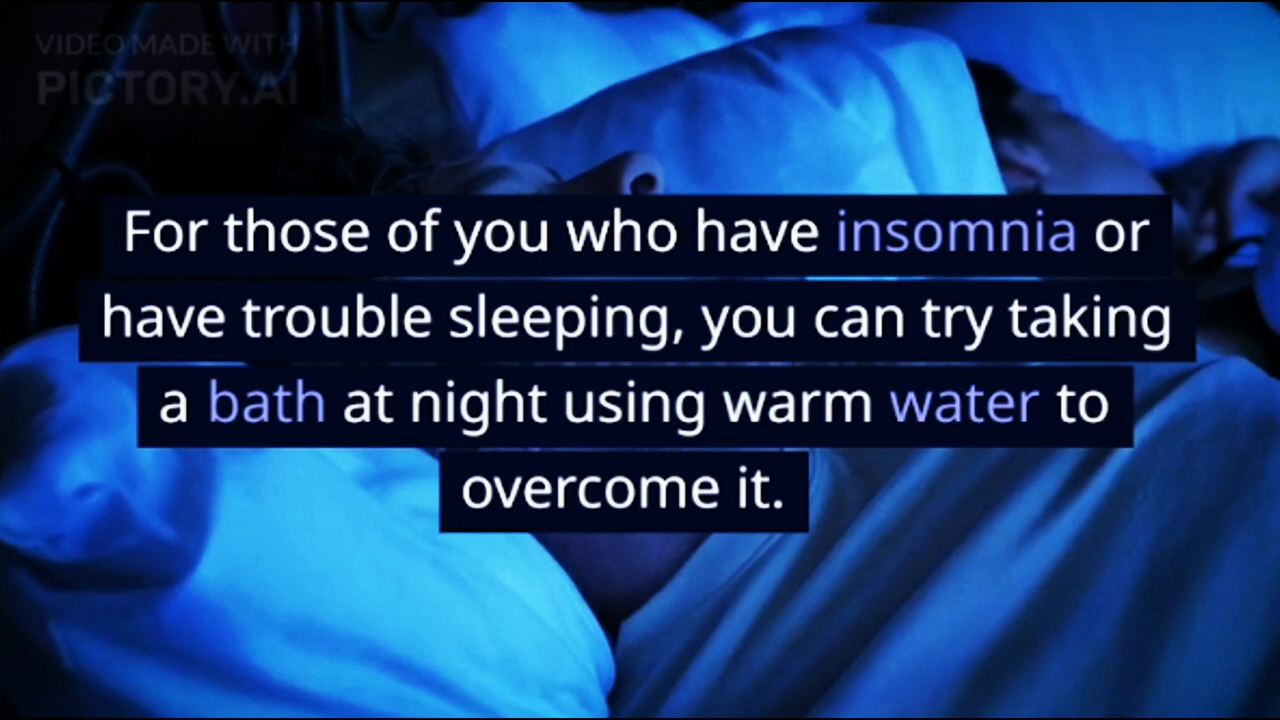 VIDEO MADE WITH
PICTORY.AI
For those of you who have insomnia or
have trouble sleeping, you can try taking
a bath at night using warm water to
overcome it.